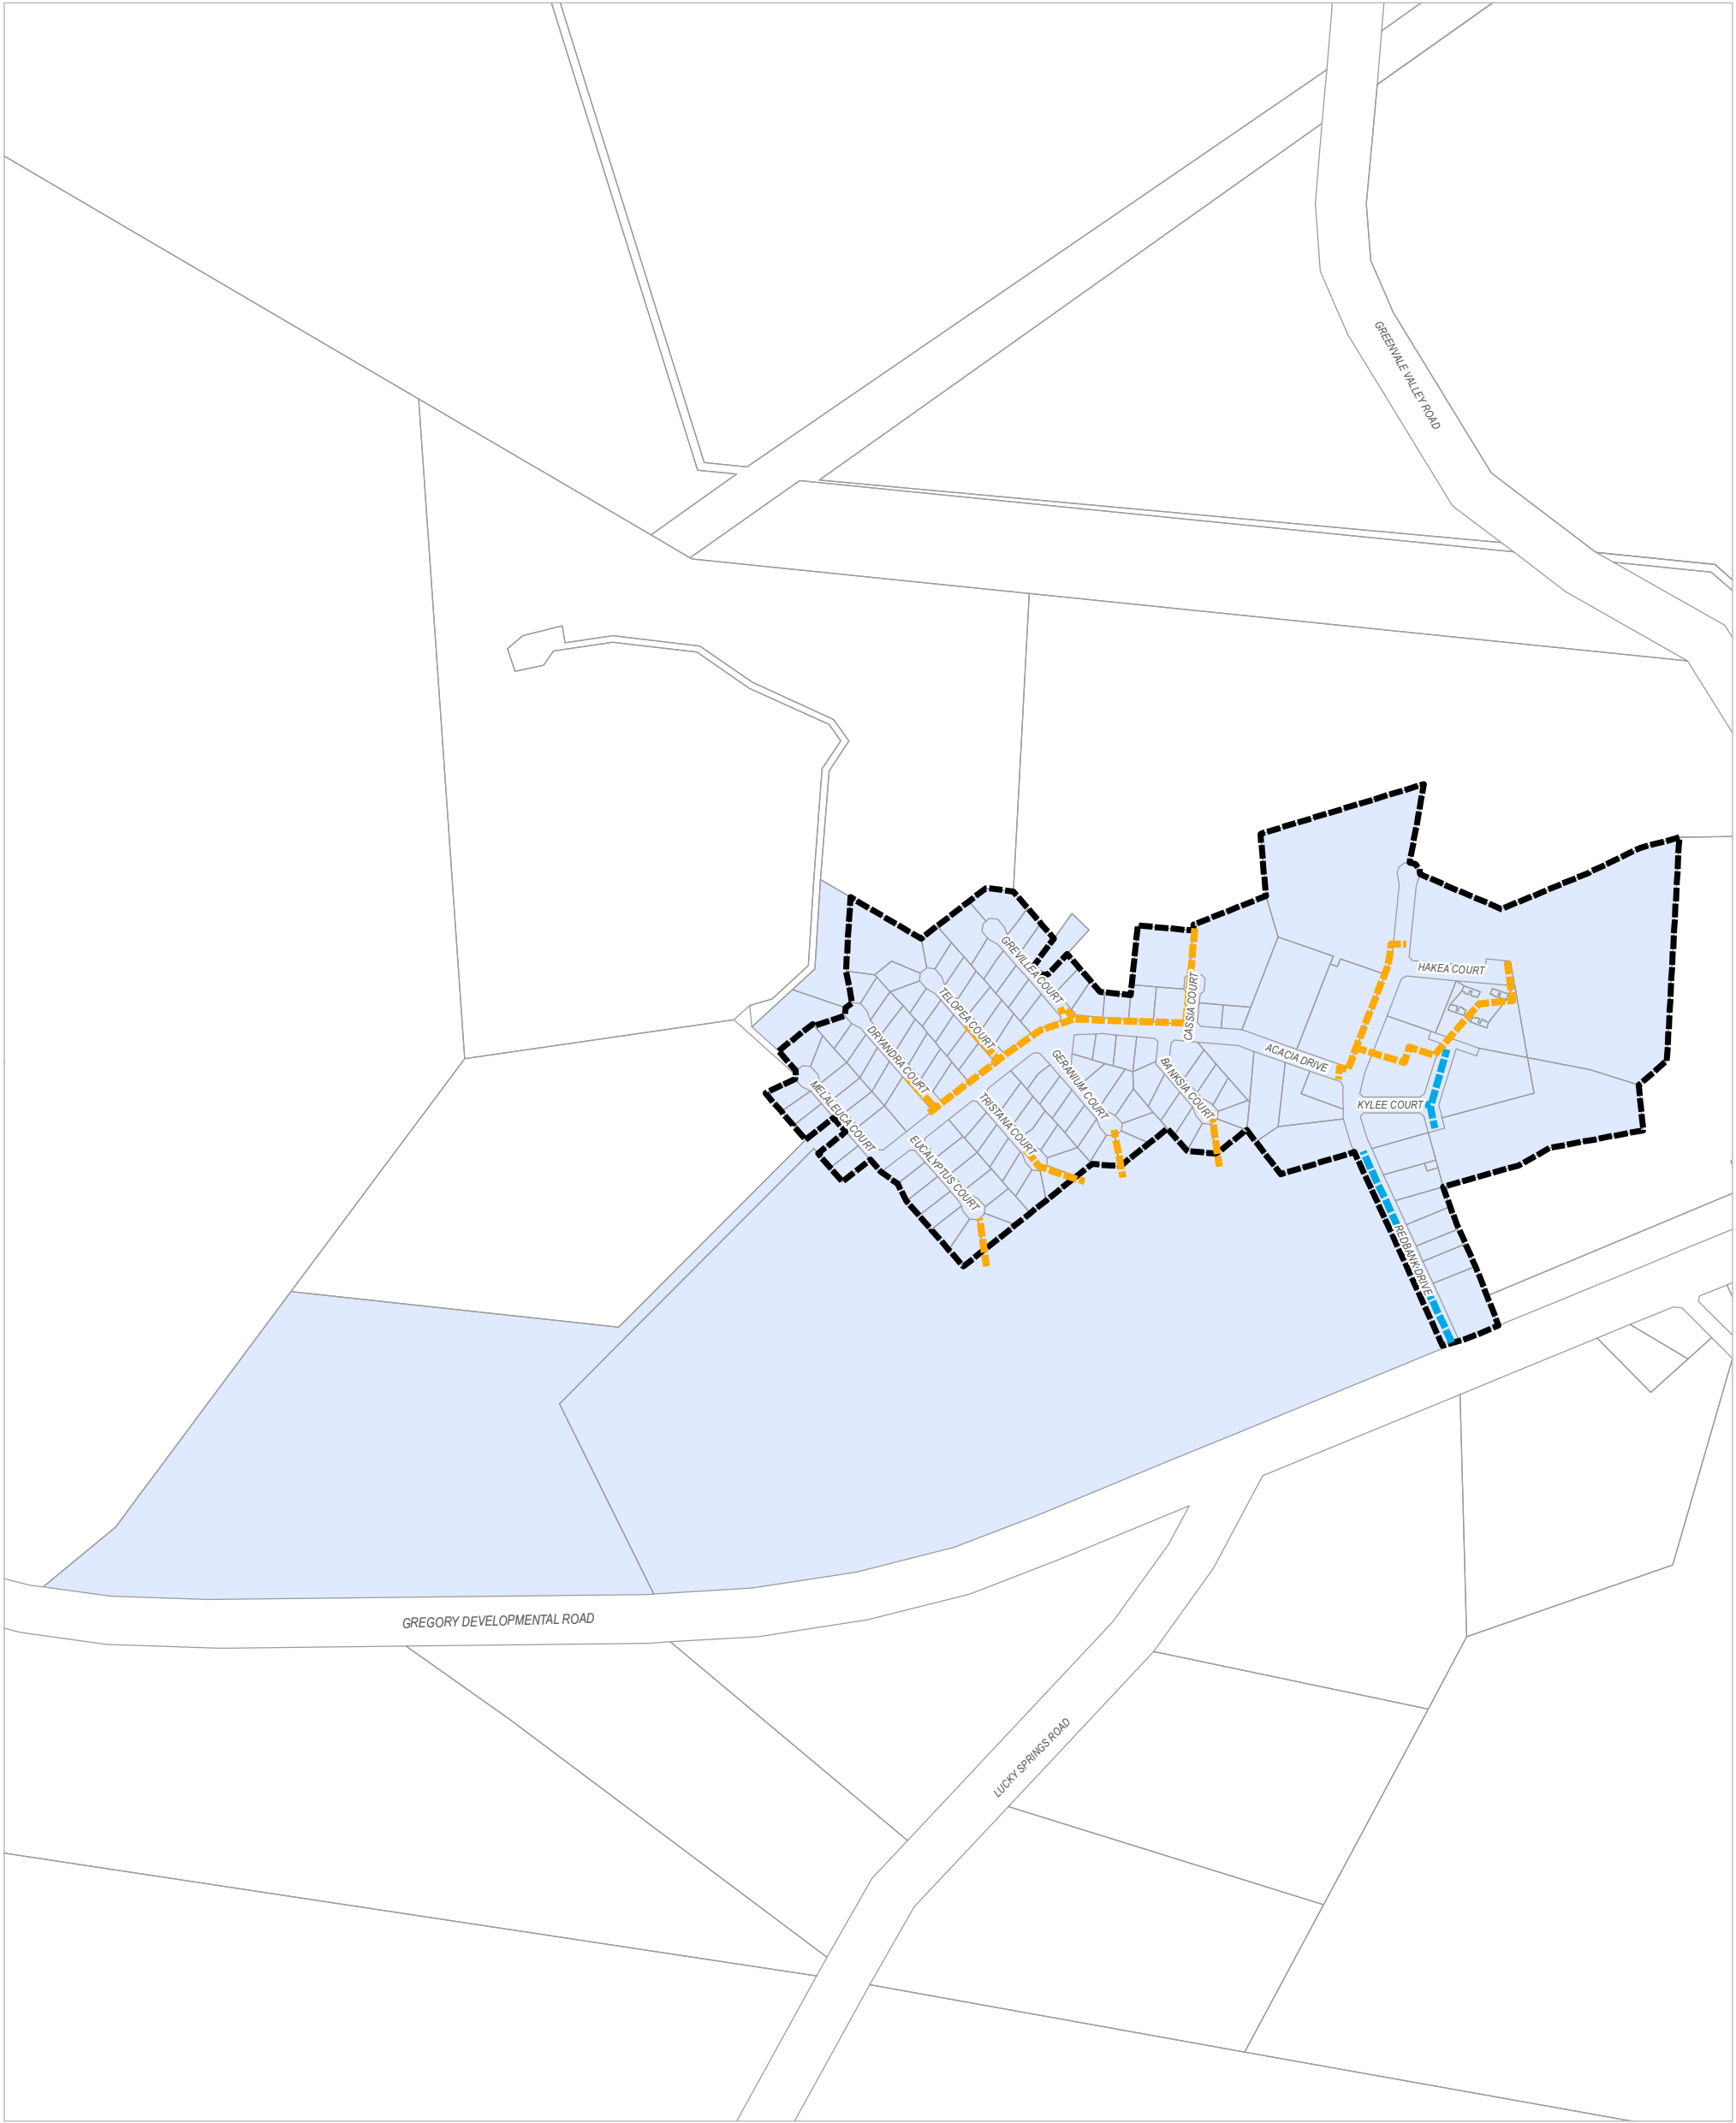 GREENVALE VALLEY ROAD
GREVILLEA COURT
HAKEA COURT
CASSIA COURT
TELOPEA COURT
DRYANDRA COURT
ACACIA DRIVE
GERANIUM COURT
BANKSIA COURT
MELALEUCA COURT
TRISTANA COURT
KYLEE COURT
EUCALYPTUS COURT
REDBANK DRIVE
GREGORY DEVELOPMENTAL ROAD
LUCKY SPRINGS ROAD